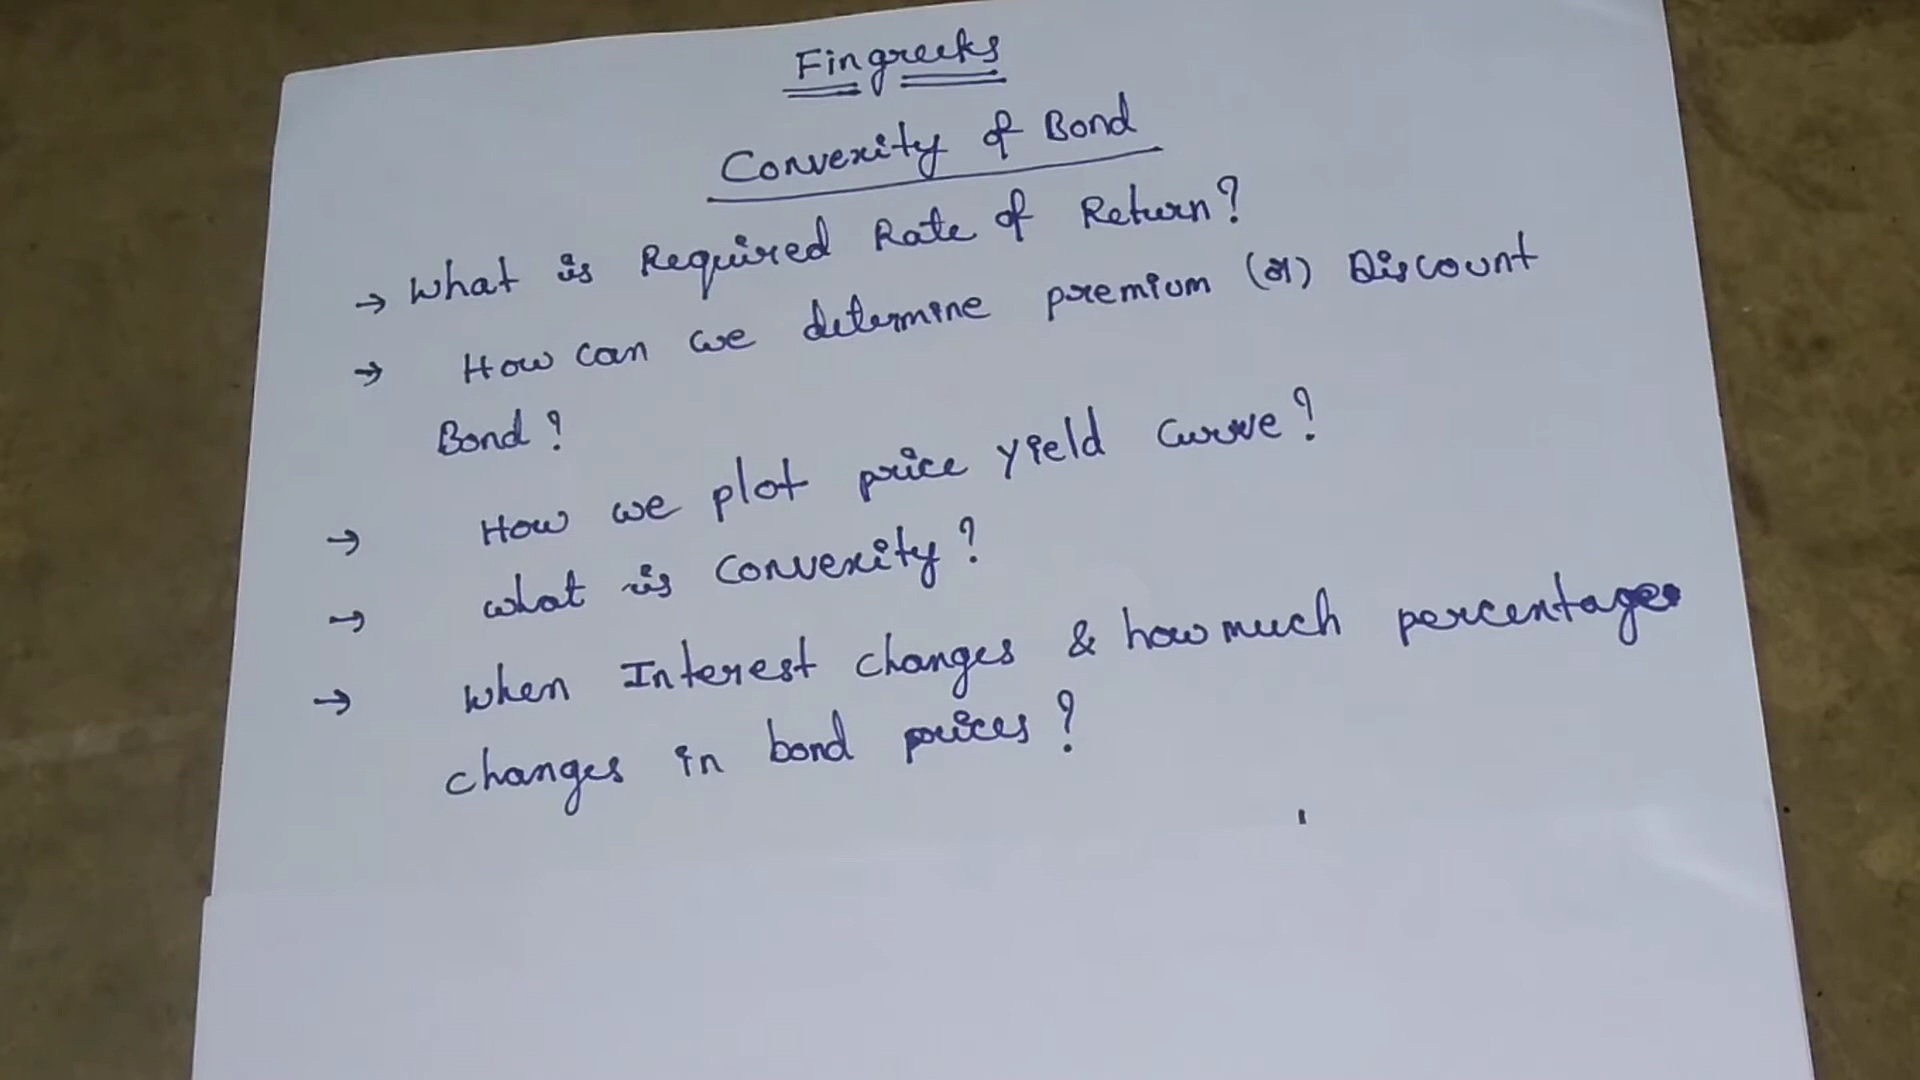 Fingreeks
Convexity of Bond
→ What is Required Rate of Return?
→ How can we determine premium (or) Discount
Bond?
→ How we plot price yield curve?
→ what is convexity?
→ when Interest changes & how much percentages
changes in bond prices?